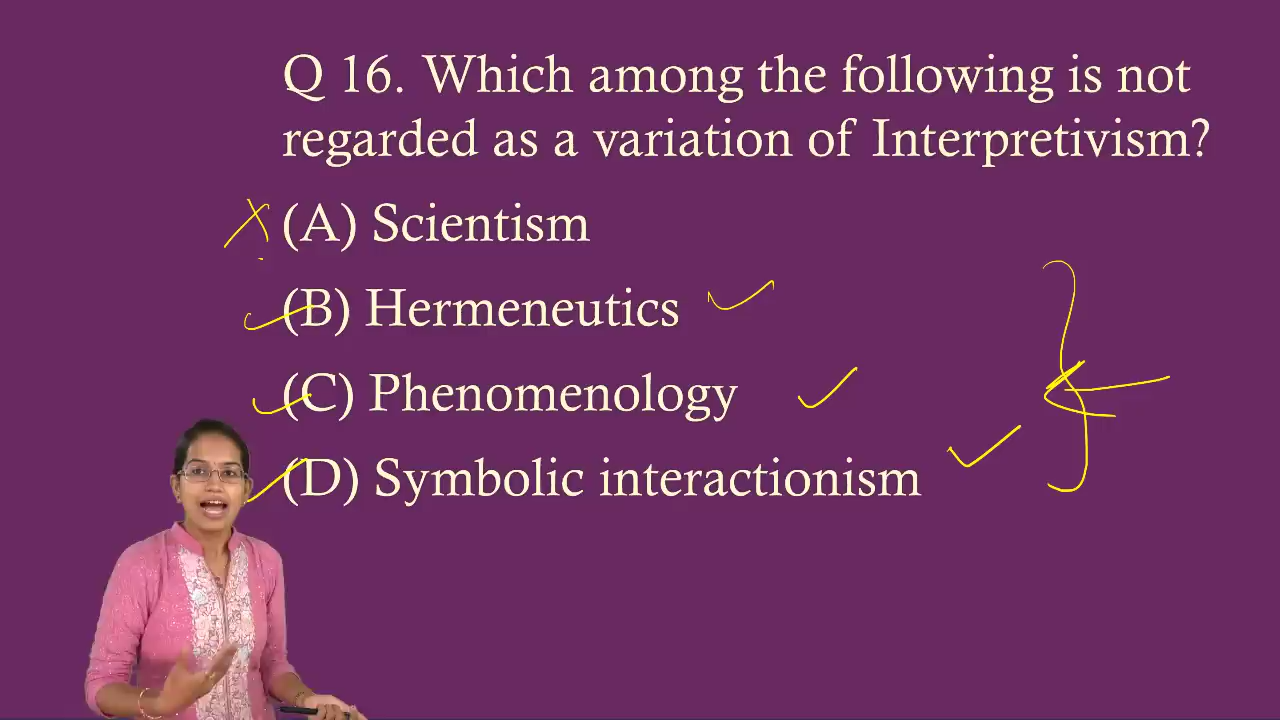 Q 16. Which among the following is not
regarded as a variation of Interpretivism?
(A) Scientism
(B) Hermeneutics
(C) Phenomenology
(D) Symbolic interactionism